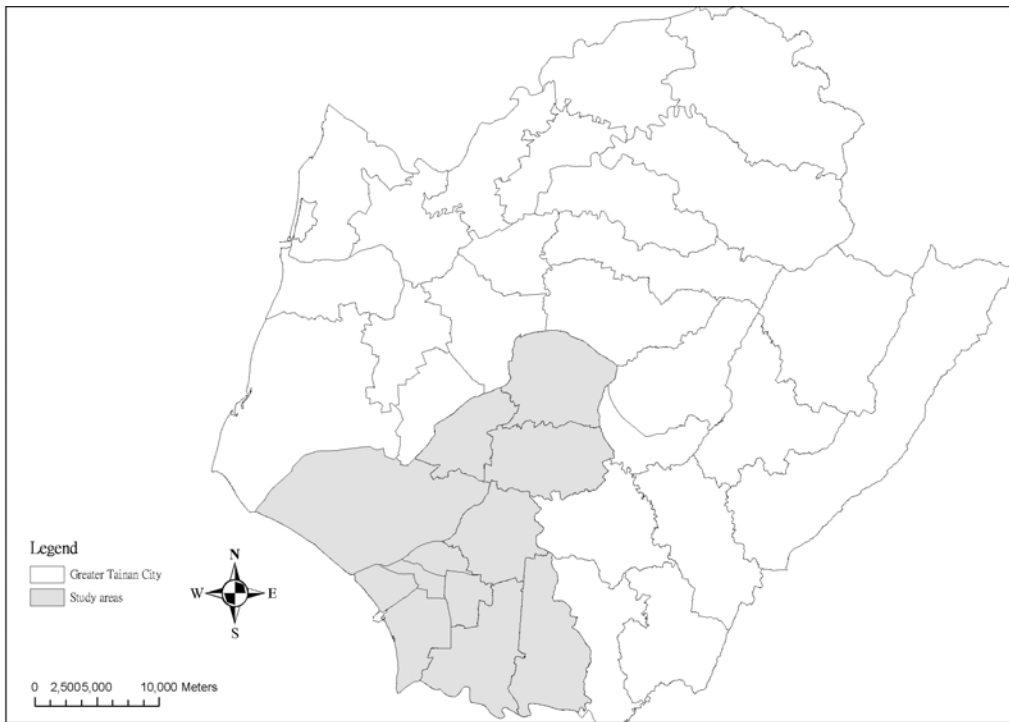 Legend
Greater Tainan City
Study areas
N
W E
S
0 2,5005,000 10,000 Meters